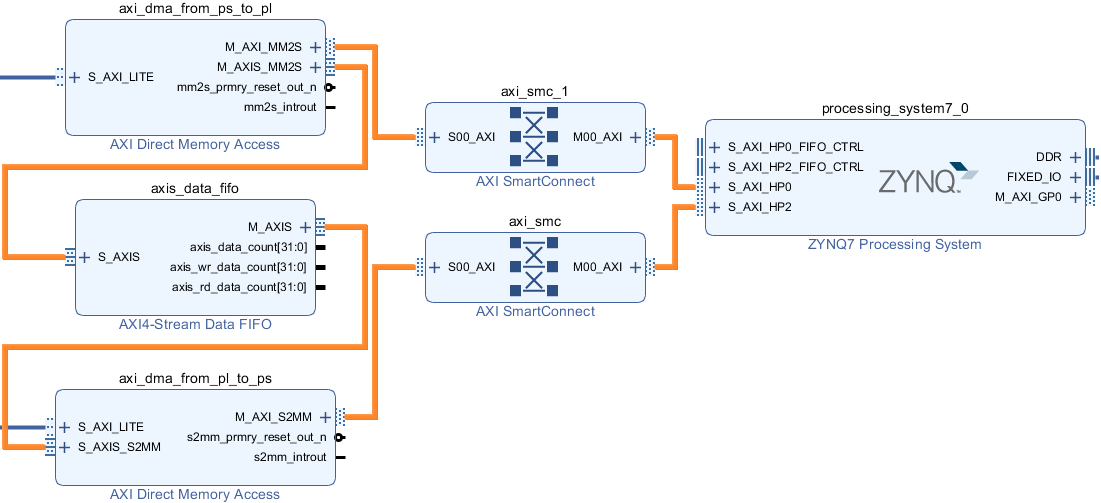 axi_dma_from_ps_to_pl
M_AXI_MM2S
S_AXI_LITE
M_AXIS_MM2S
mm2s_prmry_reset_out_n
mm2s_introut
AXI Direct Memory Access
axis_data_fifo
M_AXIS
S_AXIS
axis_data_count[31:0]
axis_wr_data_count[31:0]
axis_rd_data_count[31:0]
AXI4-Stream Data FIFO
axi_dma_from_pl_to_ps
M_AXI_S2MM
S_AXI_LITE
S_AXIS_S2MM
s2mm_prmry_reset_out_n
s2mm_introut
AXI Direct Memory Access
axi_smc_1
S00_AXI
M00_AXI
AXI SmartConnect
axi_smc
S00_AXI
M00_AXI
AXI SmartConnect
processing_system7_0
S_AXI_HP0_FIFO_CTRL
S_AXI_HP2_FIFO_CTRL
S_AXI_HP0
S_AXI_HP2
ZYNQ
DDR
FIXED_IO
M_AXI_GP0
ZYNQ7 Processing System